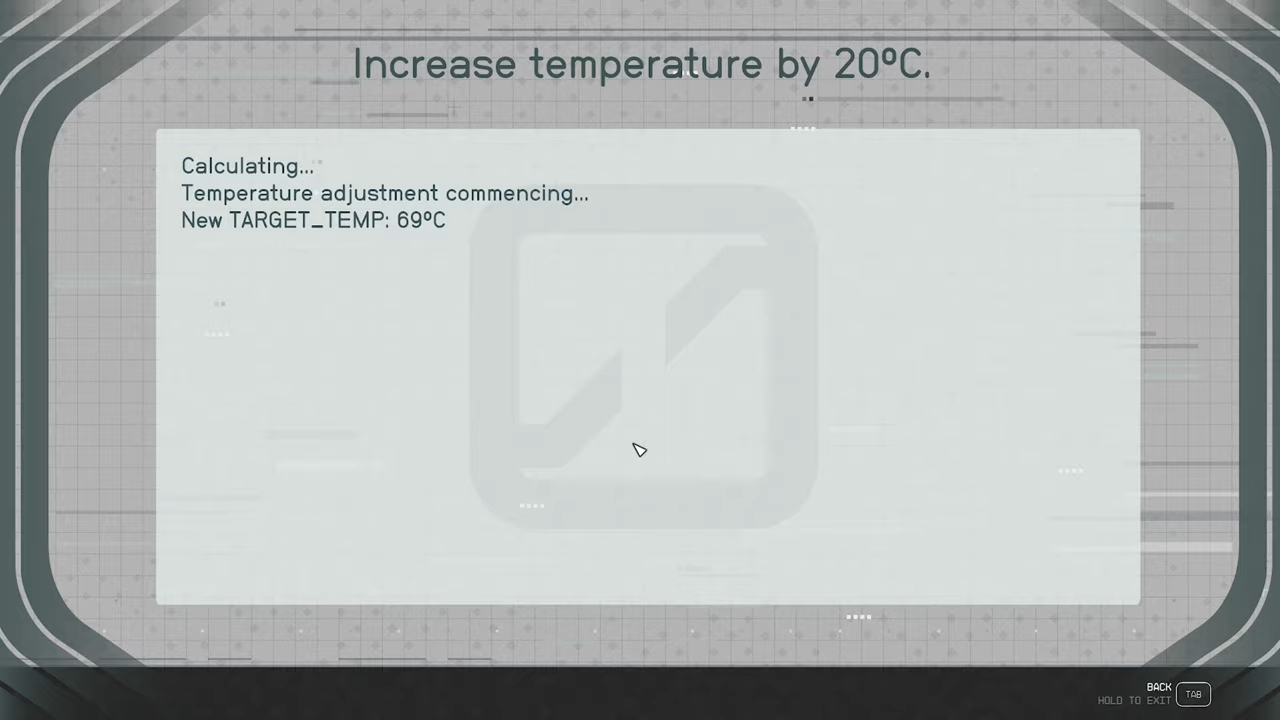 Increase temperature by 20ºC.
Calculating...
Temperature adjustment commencing...
New TARGET_TEMP: 69ºC
BACK
HOLD TO EXIT
TAB